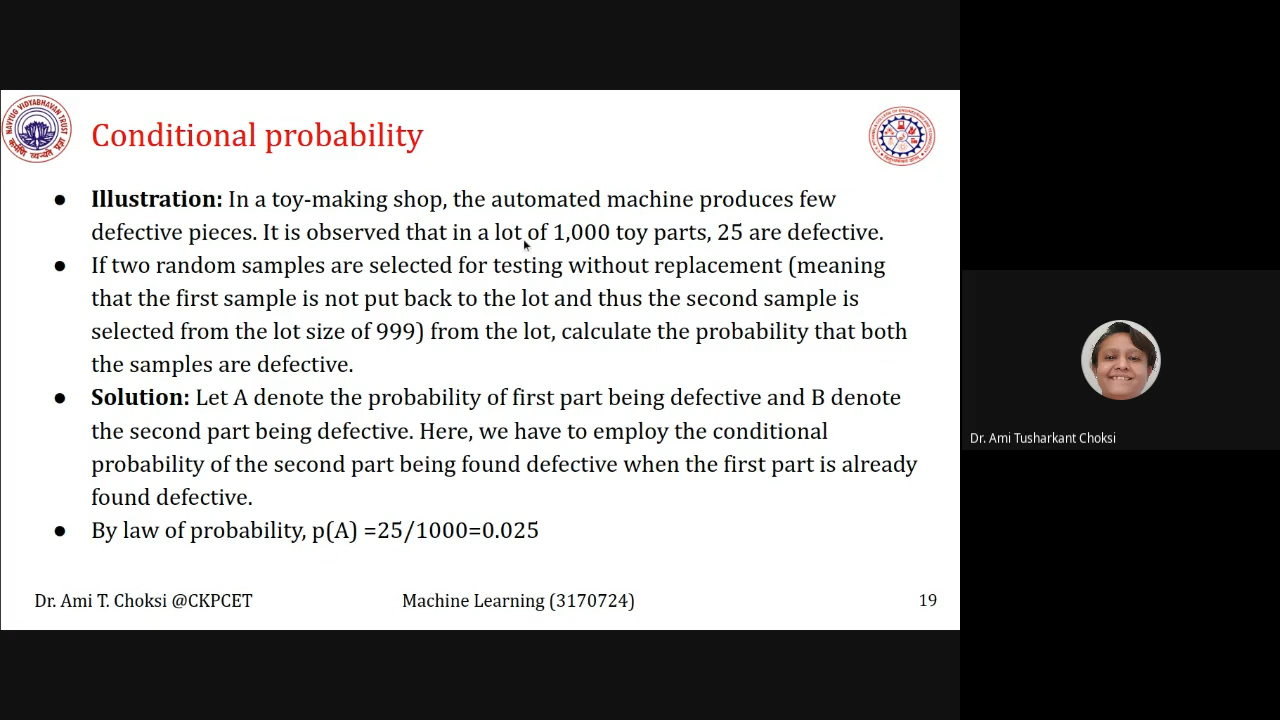 Conditional probability
● Illustration: In a toy-making shop, the automated machine produces few
defective pieces. It is observed that in a lot of 1,000 toy parts, 25 are defective.
● If two random samples are selected for testing without replacement (meaning
that the first sample is not put back to the lot and thus the second sample is
selected from the lot size of 999) from the lot, calculate the probability that both
the samples are defective.
● Solution: Let A denote the probability of first part being defective and B denote
the second part being defective. Here, we have to employ the conditional
probability of the second part being found defective when the first part is already
found defective.
● By law of probability, p(A) =25/1000=0.025
Dr. Ami T. Choksi @CKPCET
Machine Learning (3170724)
19
Dr. Ami Tusharkant Choksi
NAVYUG VIDYABHAVAN TRUST